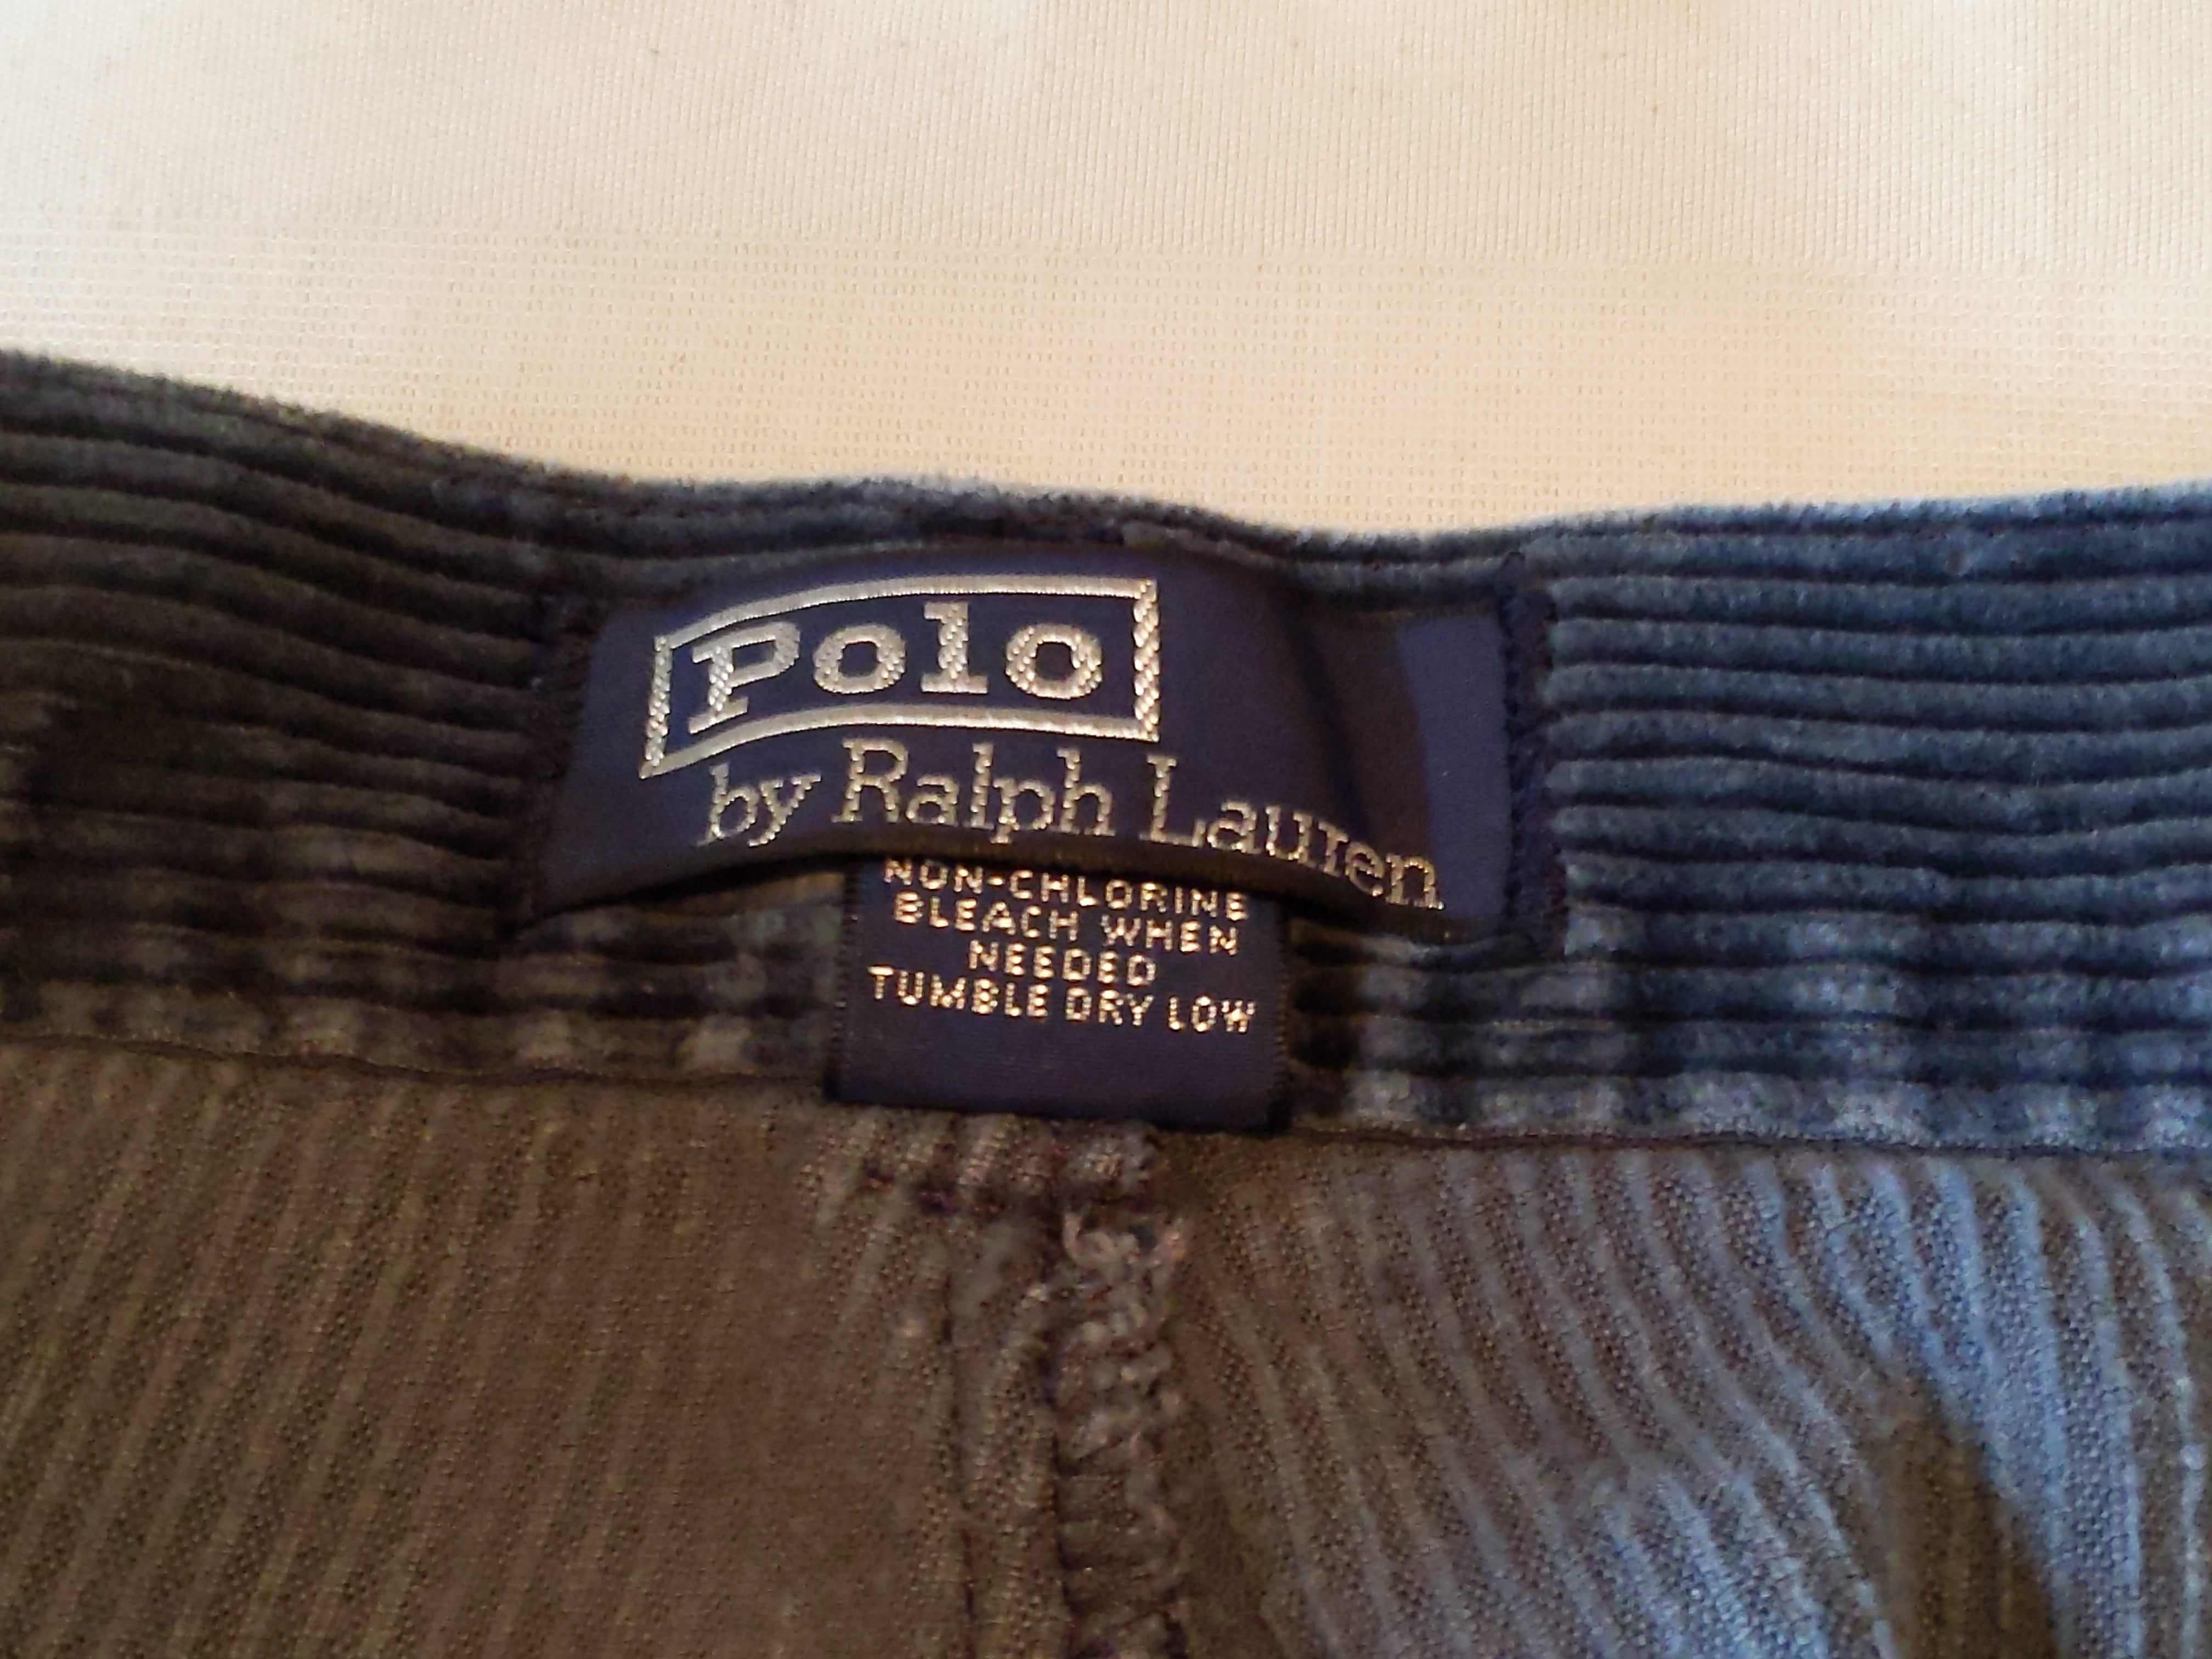 Polo
by Ralph Lauren
NON-CHLORINE
BLEACH WHEN
NEEDED
TUMBLE DRY LOW